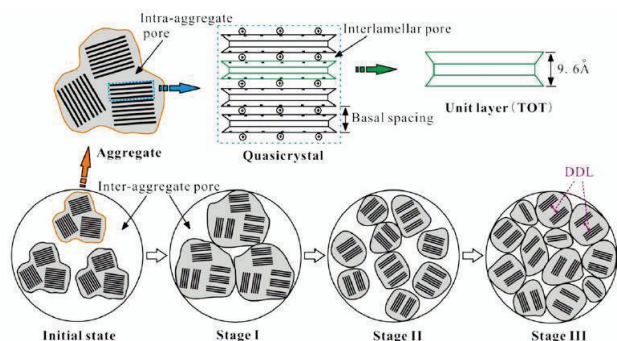 Intra-aggregate
pore
Interlamellar pore
9.6Å
Unit layer(TOT)
Basal spacing
Aggregate
Quasicrystal
Inter-aggregate pore
DDL
Initial state
Stage I
Stage II
Stage III